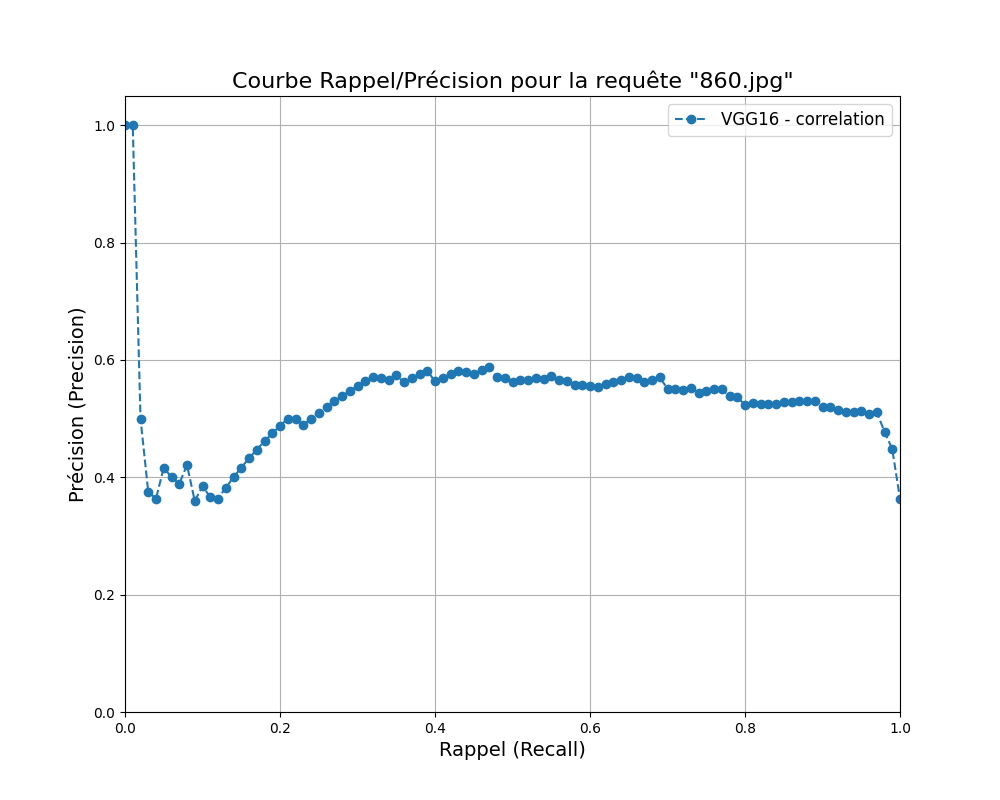 Courbe Rappel/Précision pour la requête "860.jpg"
VGG16 - correlation
1.0
0.8
0.6
0.4
0.2
0.0
Précision (Precision)
0.0 0.2 0.4 0.6 0.8 1.0
Rappel (Recall)